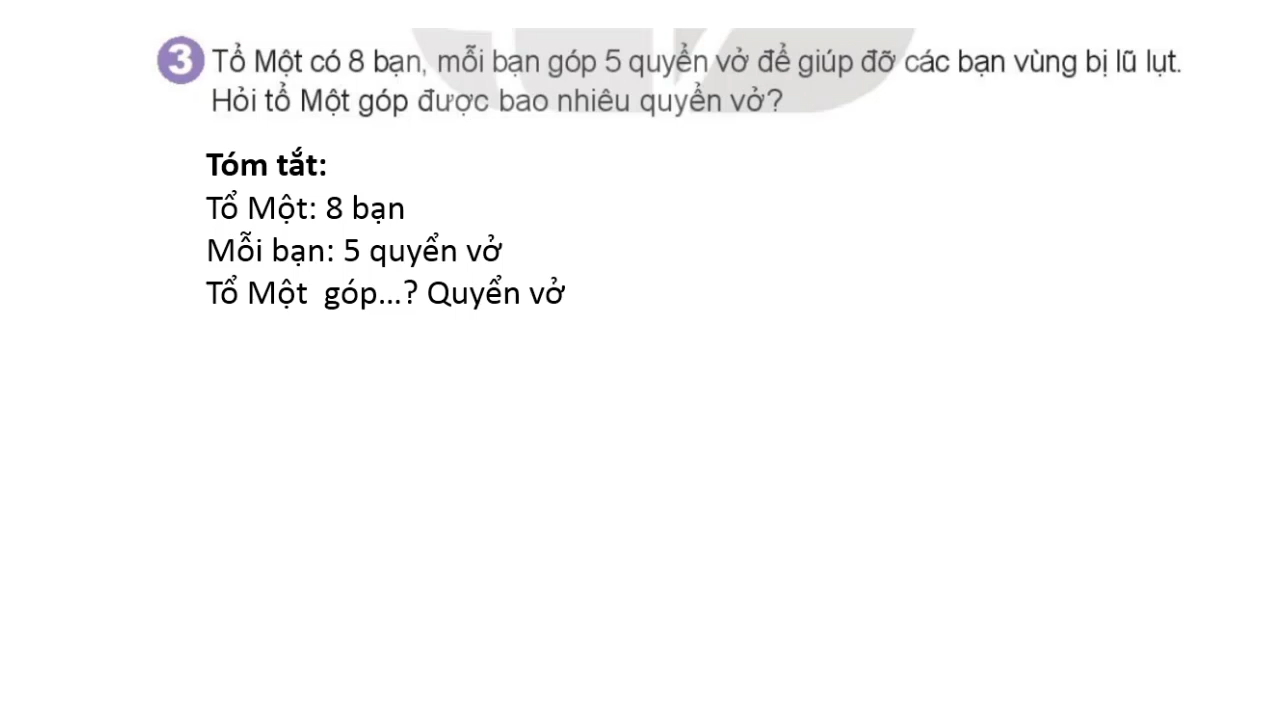 3 Tổ Một có 8 bạn, mỗi bạn góp 5 quyển vở để giúp đỡ các bạn vùng bị lũ lụt.
Hỏi tổ Một góp được bao nhiêu quyển vở?
Tóm tắt:
Tổ Một: 8 bạn
Mỗi bạn: 5 quyển vở
Tổ Một  góp...? Quyển vở